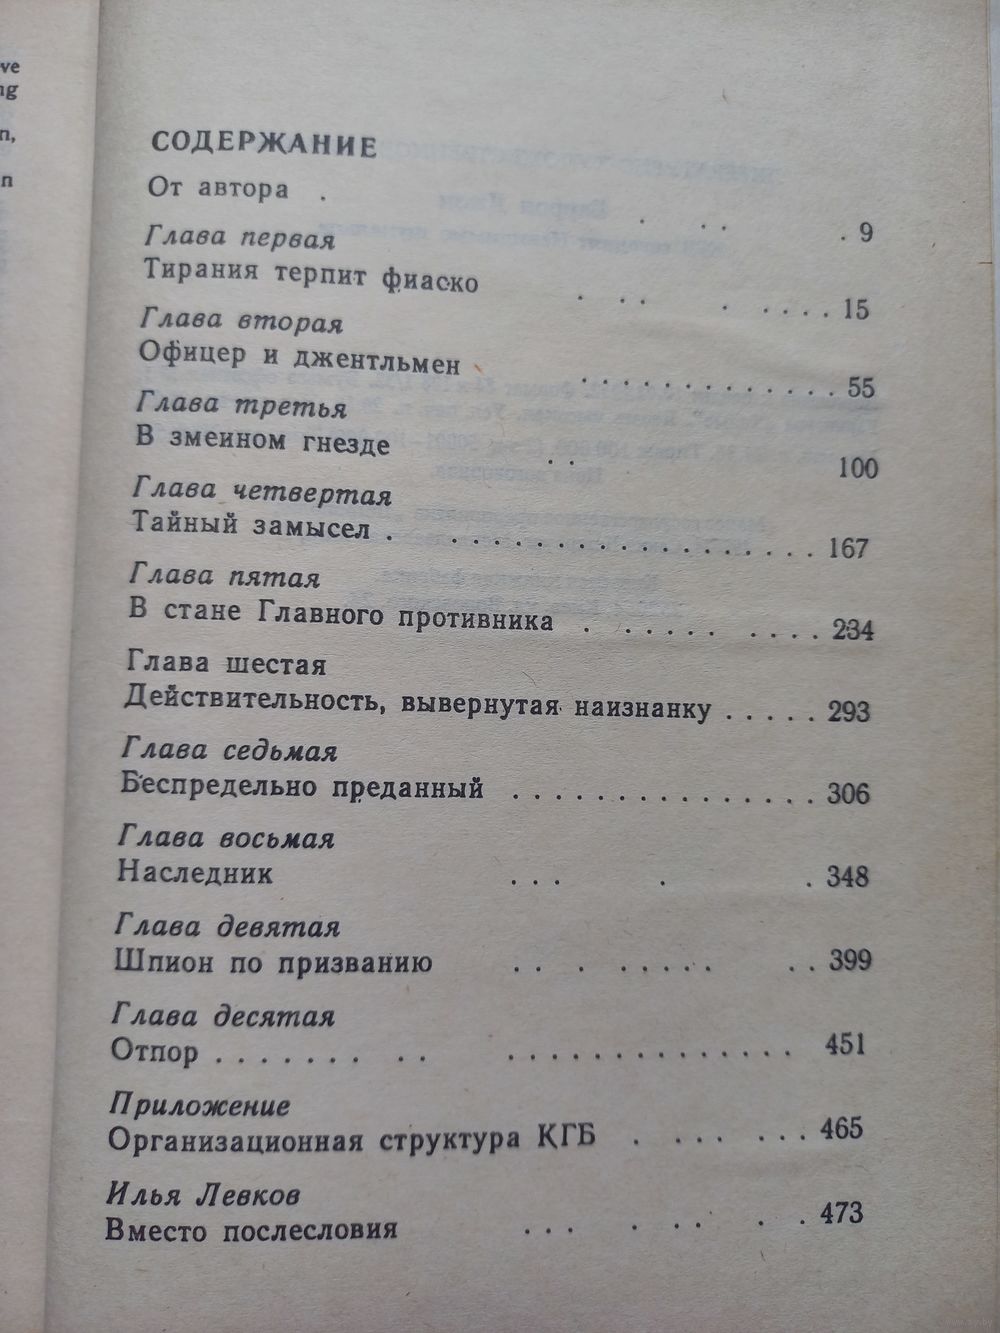 ve
ng
n,
n
СОДЕРЖАНИЕ
От автора . . . . . 9
Глава первая
Тирания терпит фиаско . . . . . . . . 15
Глава вторая
Офицер и джентльмен . . . . . . . . . . . . . . 55
Глава третья
В змеином гнезде . . 100
Глава четвертая
Тайный замысел . . . . . . . . . . . . . . . 167
Глава пятая
В стане Главного противника . . . . . . . . . . 234
Глава шестая
Действительность, вывернутая наизнанку . . . . . 293
Глава седьмая
Беспредельно преданный . . . . . . . . . . . . . . . 306
Глава восьмая
Наследник . . . . . 348
Глава девятая
Шпион по призванию . . . . . . . . . . 399
Глава десятая
Отпор . . . . . . . . . . . . . . . . . . . . . . 451
Приложение
Организационная структура КГБ . . . . . . . 465
Илья Левков
Вместо послесловия . . . . . . . . 473